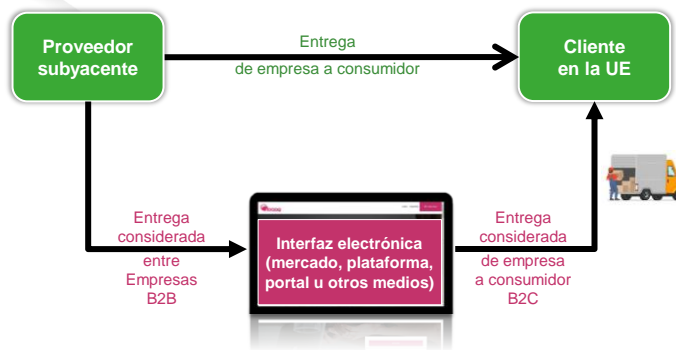 Proveedor
subyacente
Entrega
de empresa a consumidor
Cliente
en la UE
Entrega
considerada
entre
Empresas
B2B
Interfaz electrónica
(mercado, plataforma,
portal u otros medios)
Entrega
considerada
de empresa
a consumidor
B2C